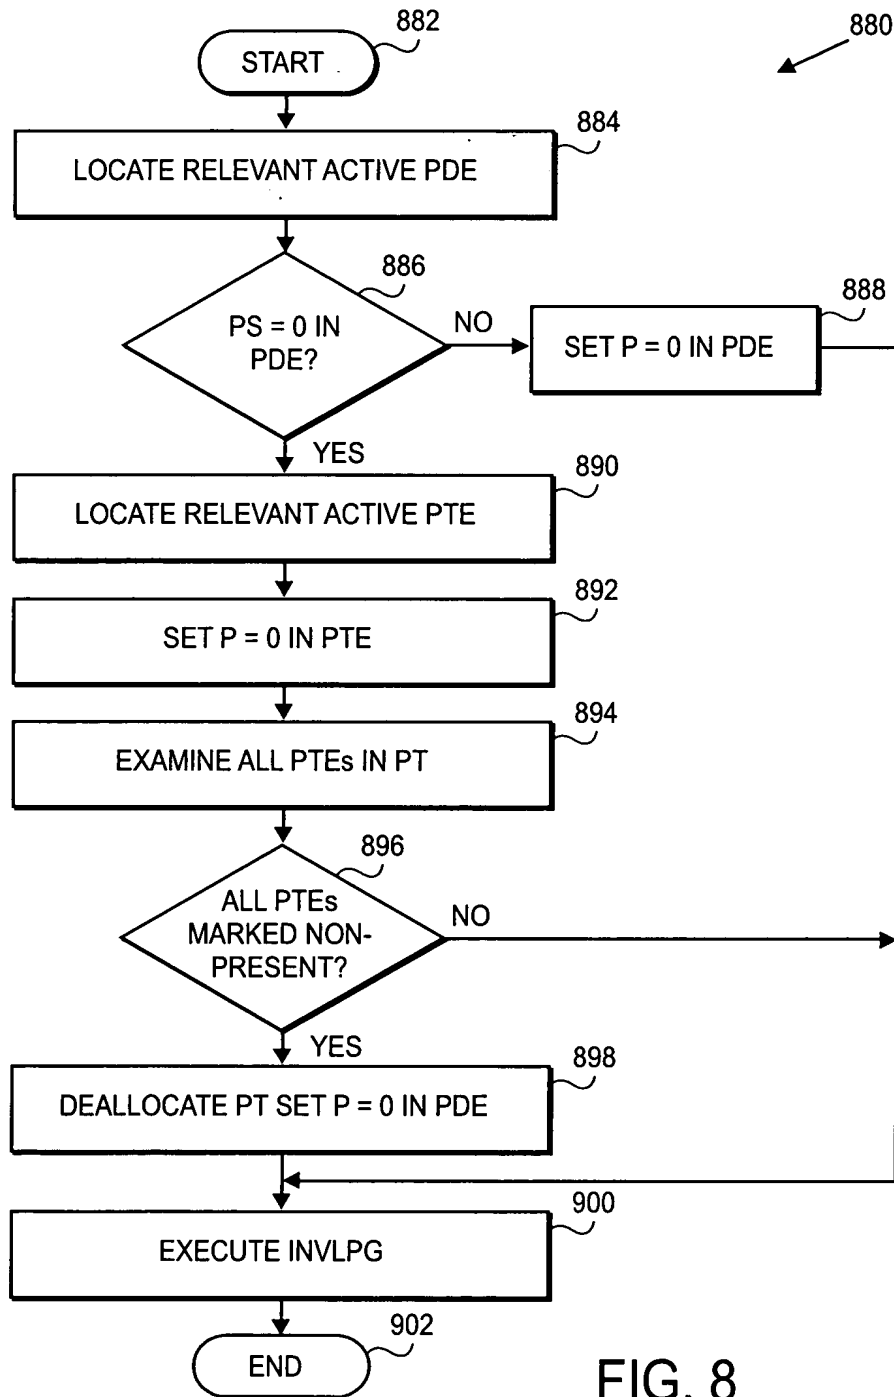 882
880
START
884
LOCATE RELEVANT ACTIVE PDE
886
PS = 0 IN
PDE?
NO
888
SET P = 0 IN PDE
YES
890
LOCATE RELEVANT ACTIVE PTE
892
SET P = 0 IN PTE
894
EXAMINE ALL PTEs IN PT
896
ALL PTEs
MARKED NON-
PRESENT?
NO
YES
898
DEALLOCATE PT SET P = 0 IN PDE
900
EXECUTE INVLPG
902
END
FIG. 8